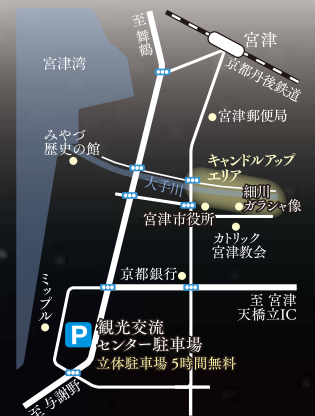 至 舞鶴
宮津
宮津湾
京都丹後鉄道
宮津郵便局
みやづ
歴史の館
キャンドルアップ
エリア
大手川
細川
ガラシャ像
宮津市役所
カトリック
宮津教会
京都銀行
ミップル
至 宮津
天橋立IC
P
観光交流
センター駐車場
立体駐車場 5時間無料
至 与謝野